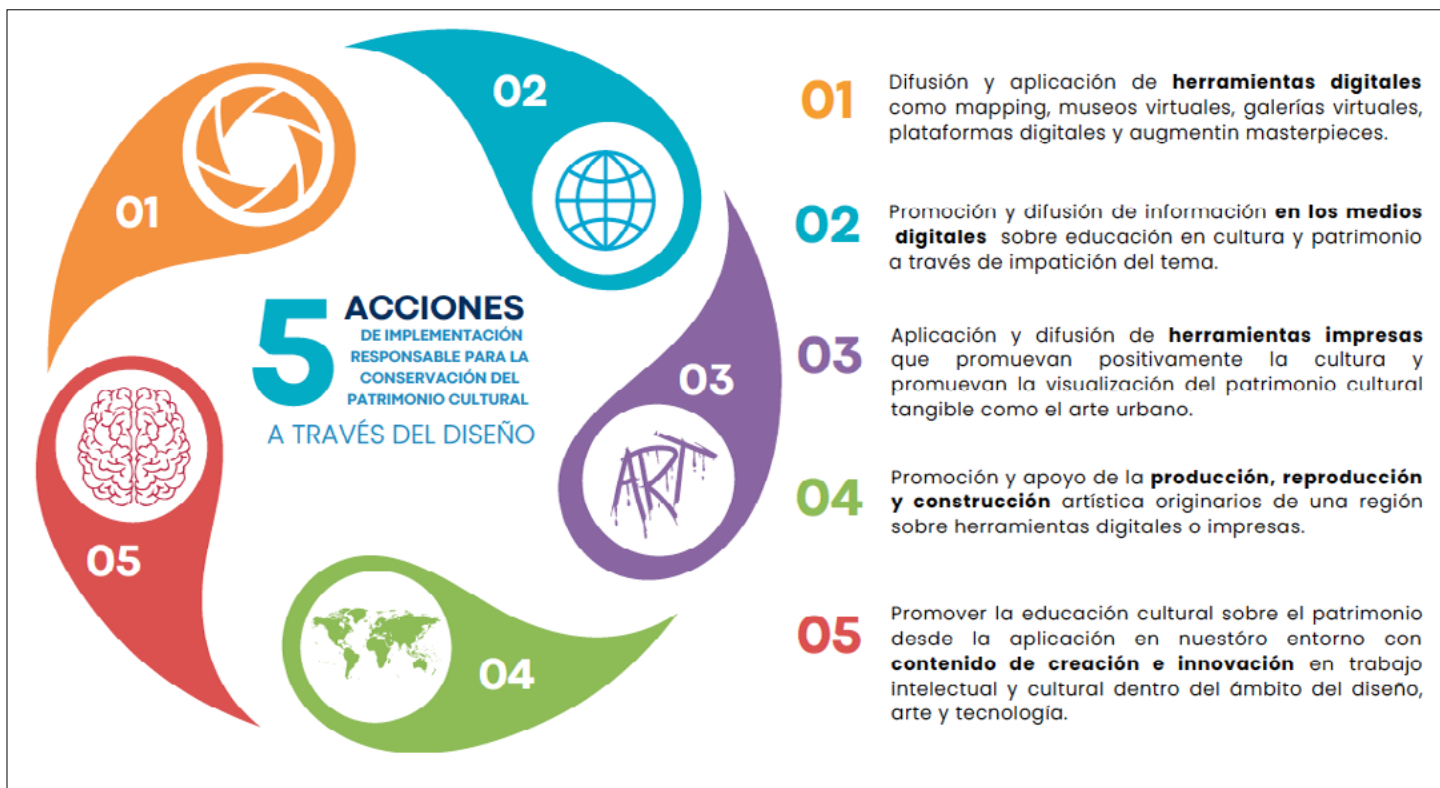 01
02
03
04
05
5
ACCIONES
DE IMPLEMENTACIÓN
RESPONSABLE PARA LA
CONSERVACIÓN DEL
PATRIMONIO CULTURAL
A TRAVÉS DEL DISEÑO
ART
01
Difusión y aplicación de herramientas digitales
como mapping, museos virtuales, galerías virtuales,
plataformas digitales y augmentin masterpieces.
02
Promoción y difusión de información en los medios
digitales sobre educación en cultura y patrimonio
a través de impatición del tema.
03
Aplicación y difusión de herramientas impresas
que promuevan positivamente la cultura y
promuevan la visualización del patrimonio cultural
tangible como el arte urbano.
04
Promoción y apoyo de la producción, reproducción
y construcción artística originarios de una región
sobre herramientas digitales o impresas.
05
Promover la educación cultural sobre el patrimonio
desde la aplicación en nuestóro entorno con
contenido de creación e innovación en trabajo
intelectual y cultural dentro del ámbito del diseño,
arte y tecnología.